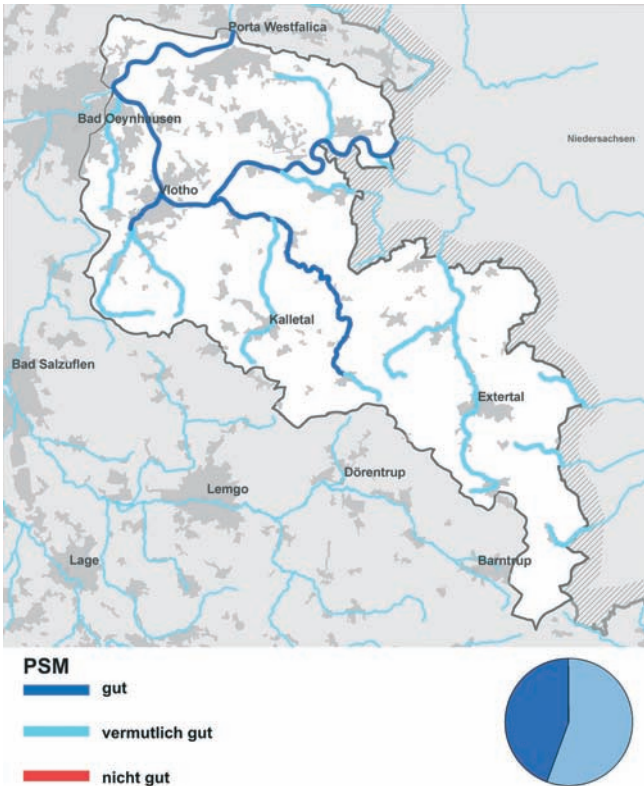 Porta Westfalica
Bad Oeynhausen
Niedersachsen
Vlotho
Kalletal
Bad Salzuflen
Extertal
Dörentrup
Lemgo
Lage
Barntrup
PSM
gut
vermutlich gut
nicht gut